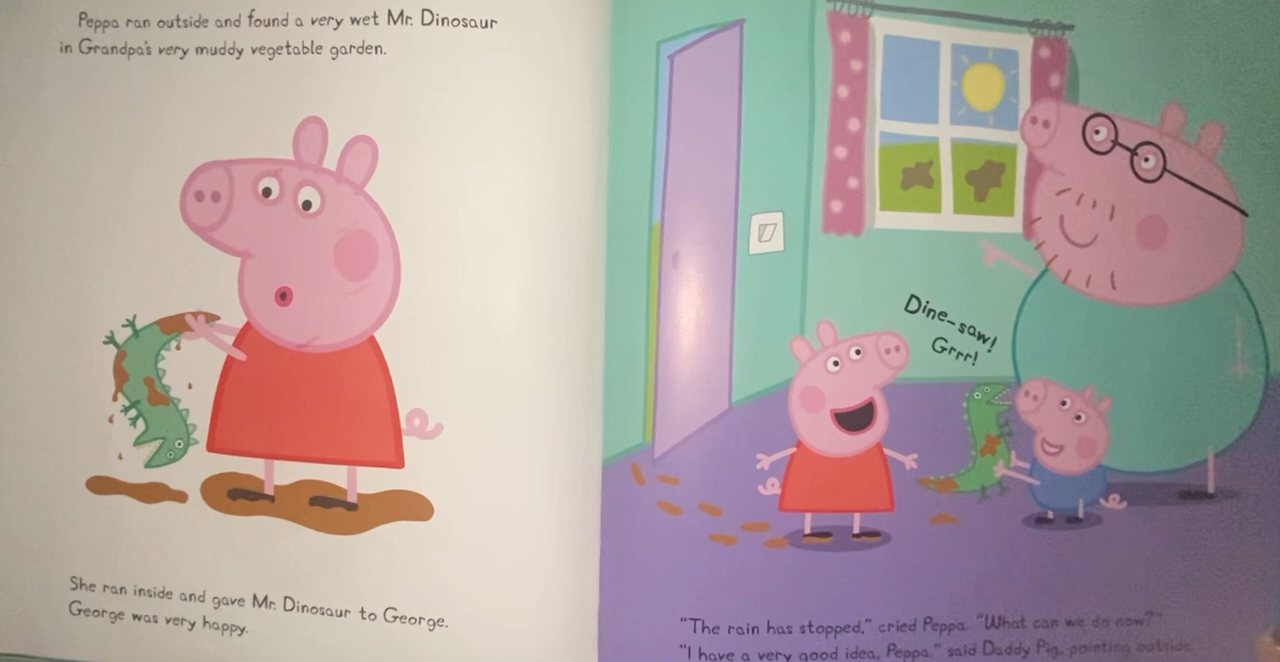 Peppa ran outside and found a very wet Mr. Dinosaur
in Grandpa's very muddy vegetable garden.
She ran inside and gave Mr. Dinosaur to George.
George was very happy.
Dine-saw!
Grrr!
"The rain has stopped," cried Peppa. "What can we do now?"
"I have a very good idea, Peppa," said Daddy Pig, pointing outside.